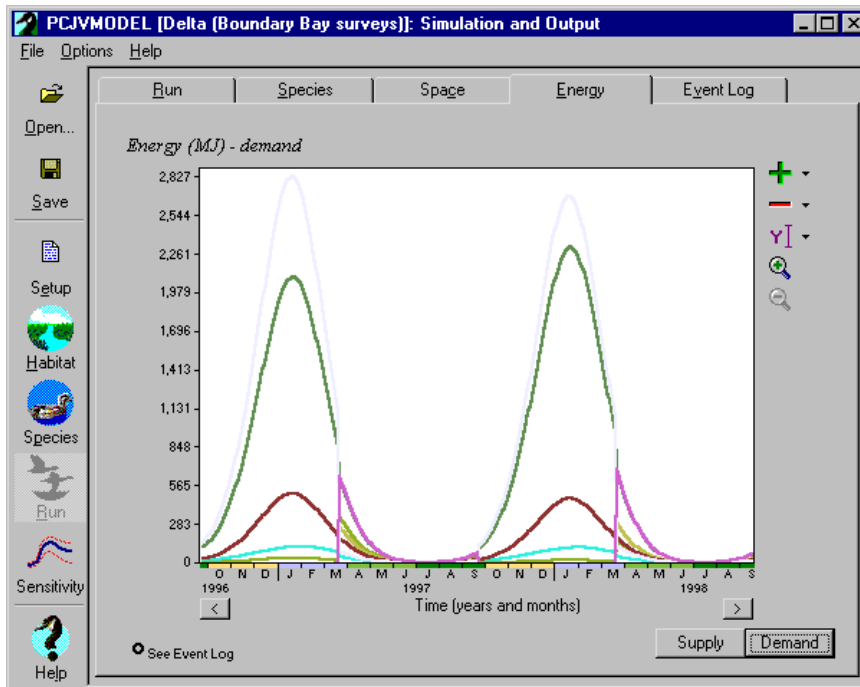 PCJVMODEL [Delta (Boundary Bay surveys)]: Simulation and Output
File Options Help
Open...
Save
Setup
Habitat
Species
Run
Sensitivity
Help
Run Species Space Energy Event Log
Energy (MJ) - demand
2,827
2,544
2,261
1,979
1,696
1,413
1,131
848
565
283
0
O N D J F M A M J J A S O N D J F M A M J J A S
1996 1997 1998
< Time (years and months) >
See Event Log
Supply Demand
Y